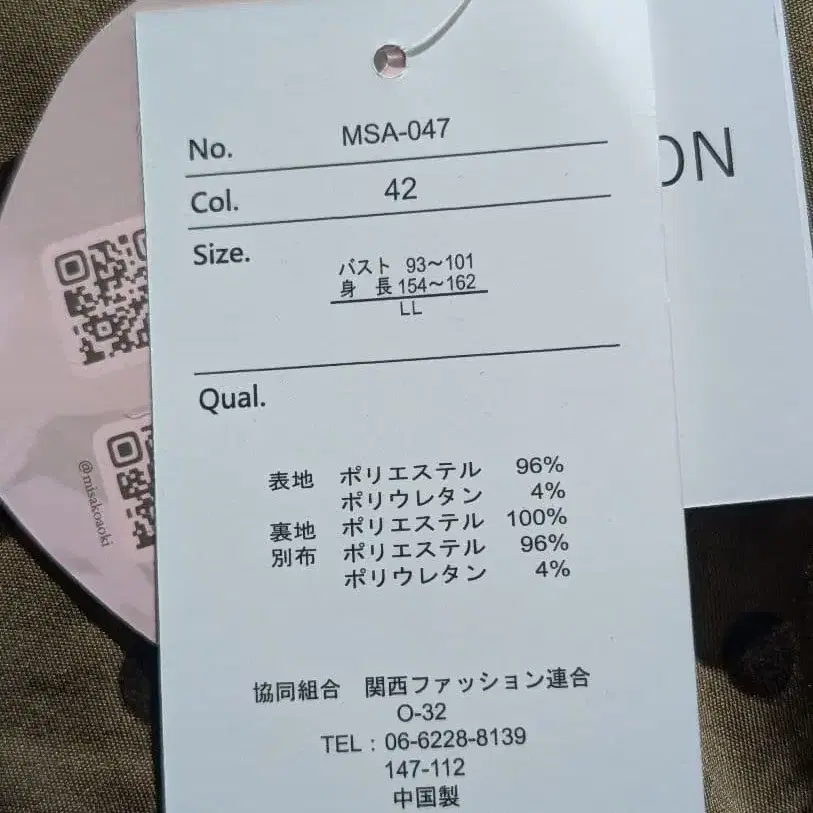 No. MSA-047
Col. 42
Size.
バスト 93～101
身 長 154～162
LL
Qual.
表地 ポリエステル 96%
ポリウレタン 4%
裏地 ポリエステル 100%
別布 ポリエステル 96%
ポリウレタン 4%
協同組合 関西ファッション連合
O-32
TEL：06-6228-8139
147-112
中国製
@misakoaoki
ON